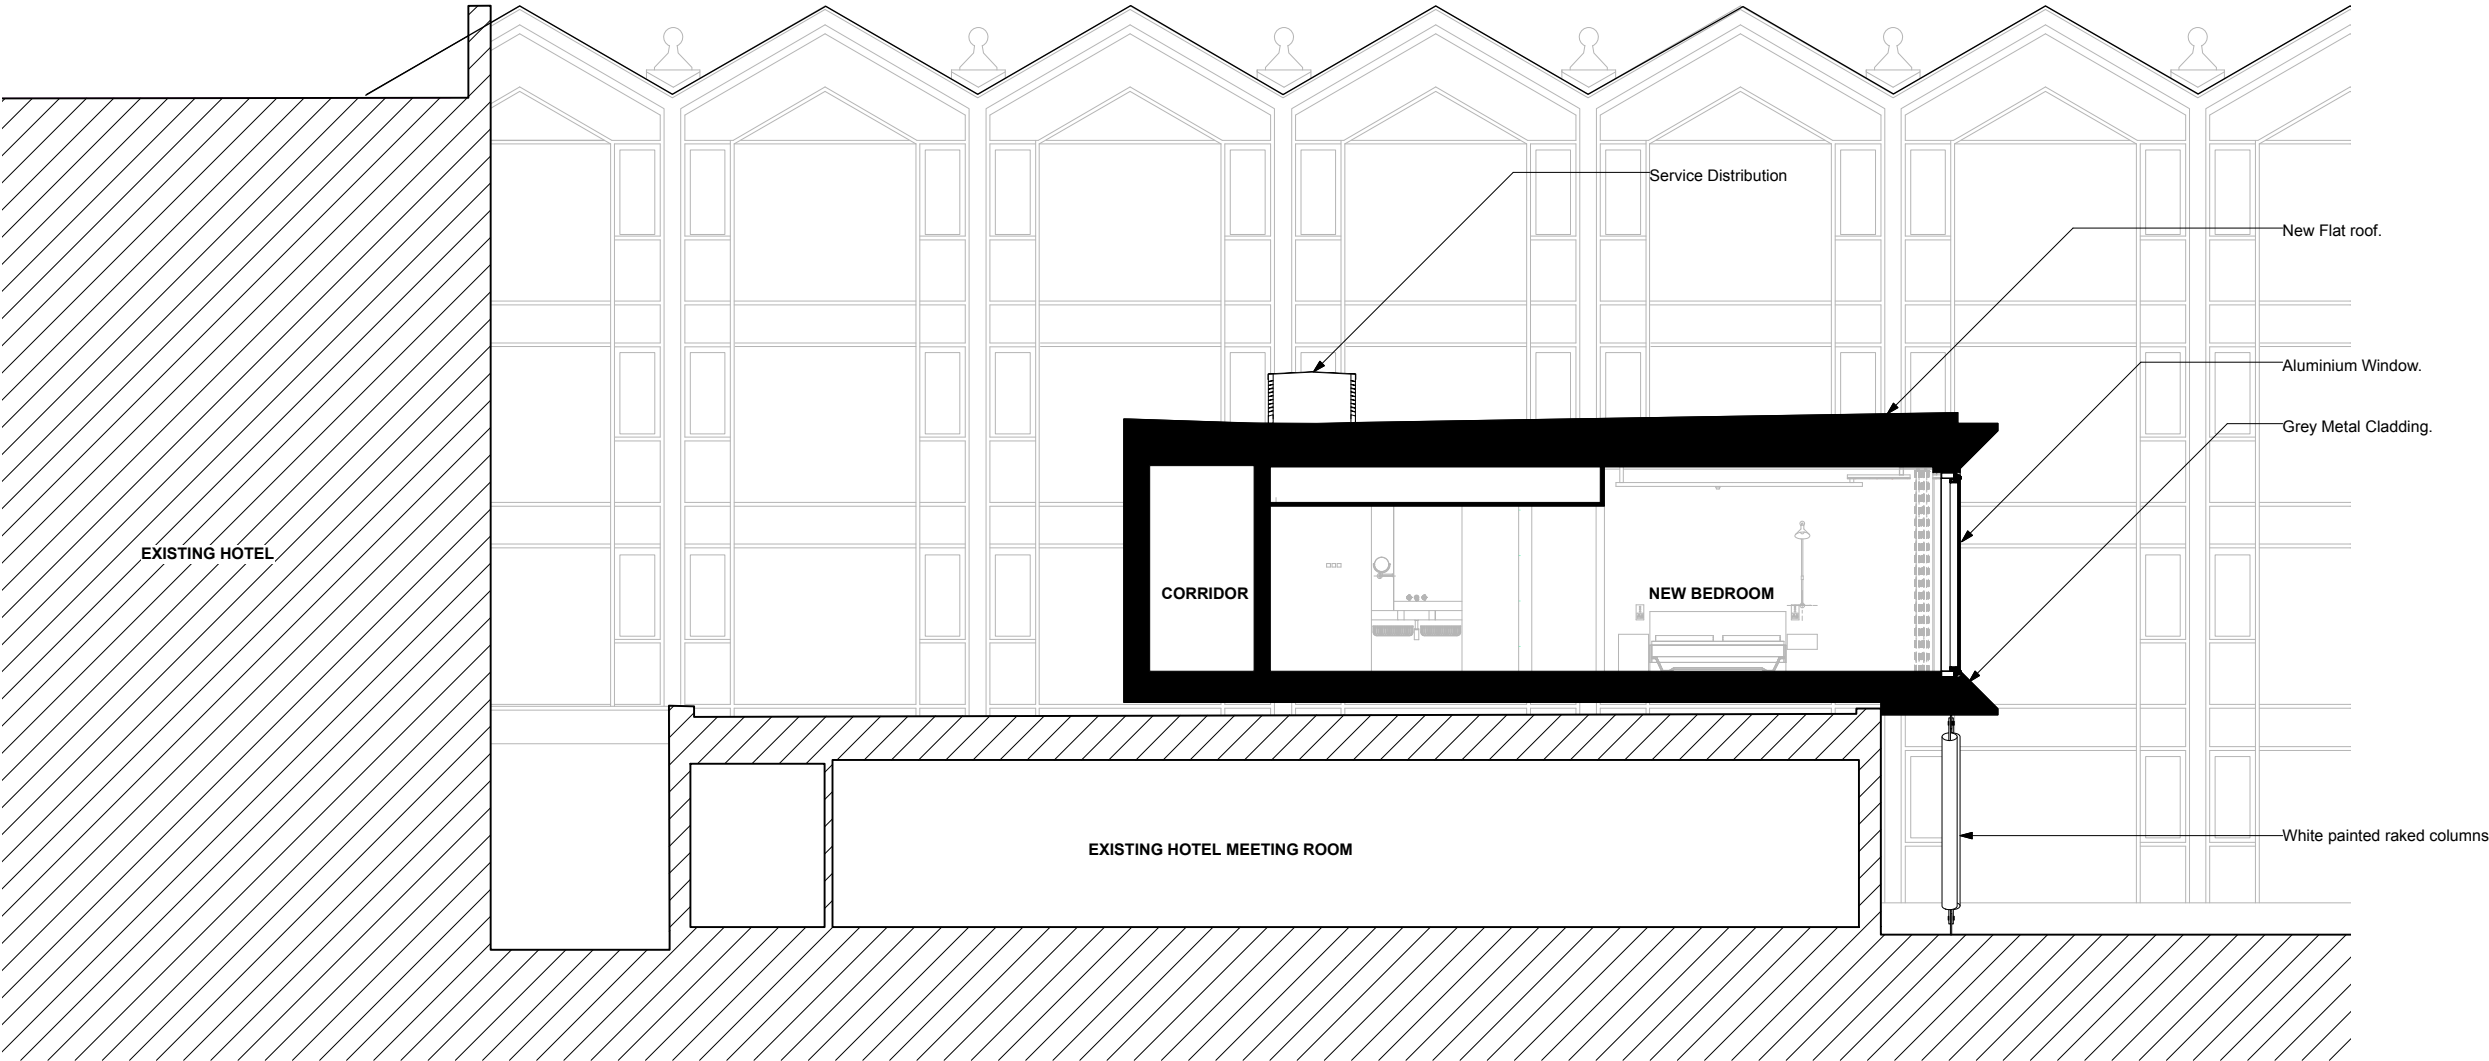 Service Distribution
New Flat roof.
Aluminium Window.
Grey Metal Cladding.
EXISTING HOTEL
CORRIDOR
NEW BEDROOM
White painted raked columns
EXISTING HOTEL MEETING ROOM